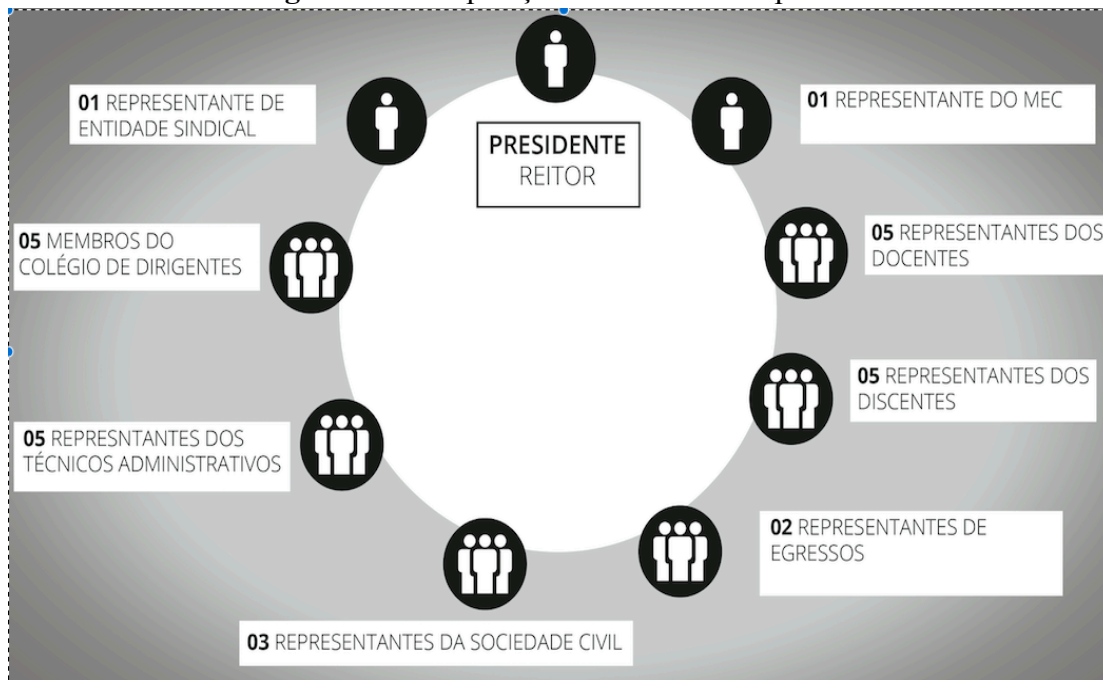 PRESIDENTE
REITOR
01 REPRESENTANTE DO MEC
05 REPRESENTANTES DOS
DOCENTES
05 REPRESENTANTES DOS
DISCENTES
02 REPRESENTANTES DE
EGRESSOS
03 REPRESENTANTES DA SOCIEDADE CIVIL
05 REPRESNTANTES DOS
TÉCNICOS ADMINISTRATIVOS
05 MEMBROS DO
COLÉGIO DE DIRIGENTES
01 REPRESENTANTE DE
ENTIDADE SINDICAL